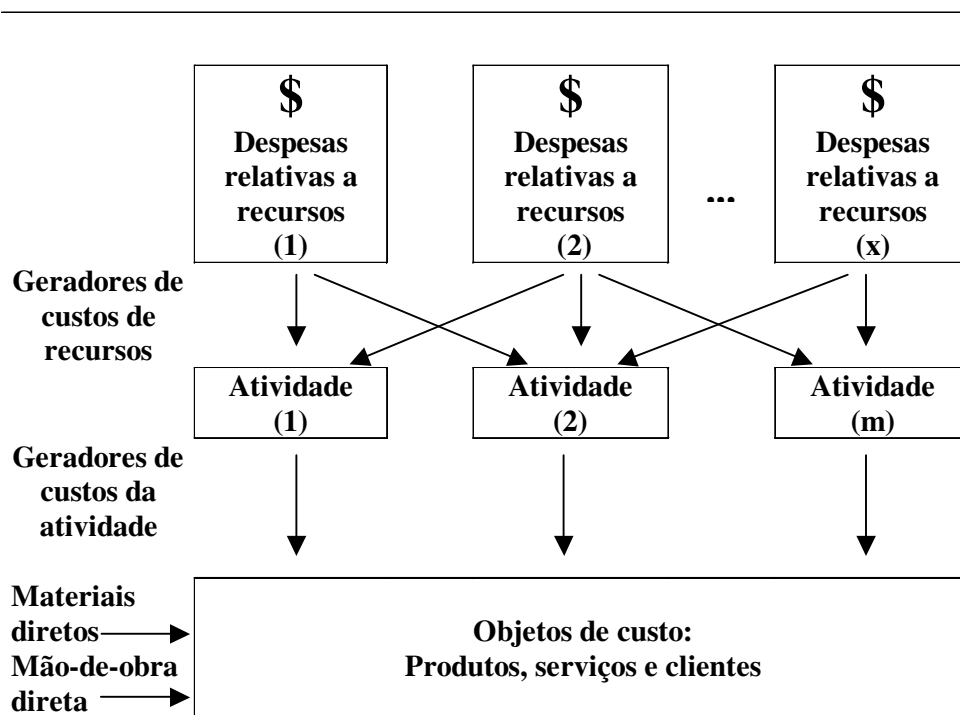 $
Despesas
relativas a
recursos
(1)
$
Despesas
relativas a
recursos
(2)
...
$
Despesas
relativas a
recursos
(x)
Geradores de
custos de
recursos
Atividade
(1)
Atividade
(2)
Atividade
(m)
Geradores de
custos da
atividade
Materiais
diretos
Mão-de-obra
direta
Objetos de custo:
Produtos, serviços e clientes